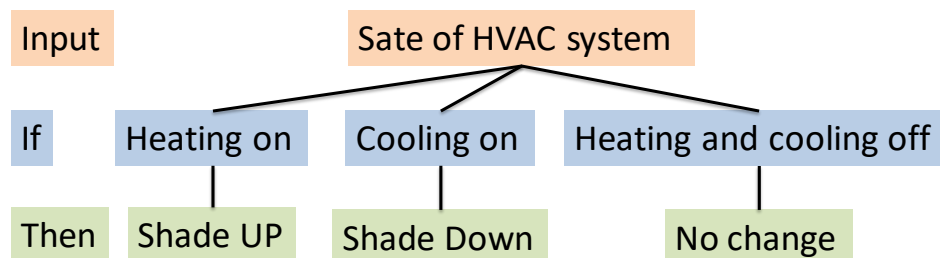 Input Sate of HVAC system
If Heating on Cooling on Heating and cooling off
Then Shade UP Shade Down No change